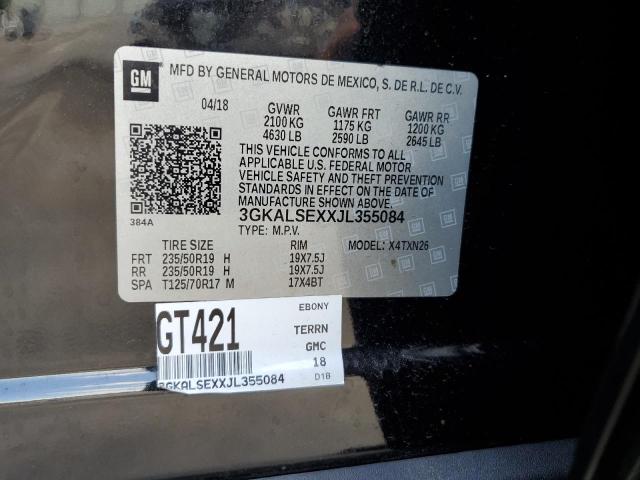 GM
MFD BY GENERAL MOTORS DE MEXICO, S. DE R.L. DE C.V.
04/18 GVWR GAWR FRT GAWR RR
2100 KG 1175 KG 1200 KG
4630 LB 2590 LB 2645 LB
THIS VEHICLE CONFORMS TO ALL
APPLICABLE U.S. FEDERAL MOTOR
VEHICLE SAFETY AND THEFT PREVENTION
STANDARDS IN EFFECT ON THE DATE OF
MANUFACTURE SHOWN ABOVE.
3GKALSEXXJL355084
384A
TYPE: M.P.V.
TIRE SIZE RIM MODEL: X4TXN26
FRT 235/50R19 H 19X7.5J
RR 235/50R19 H 19X7.5J
SPA T125/70R17 M 17X4BT
EBONY
GT421 TERRN
GMC
18
3GKALSEXXJL355084 D1B